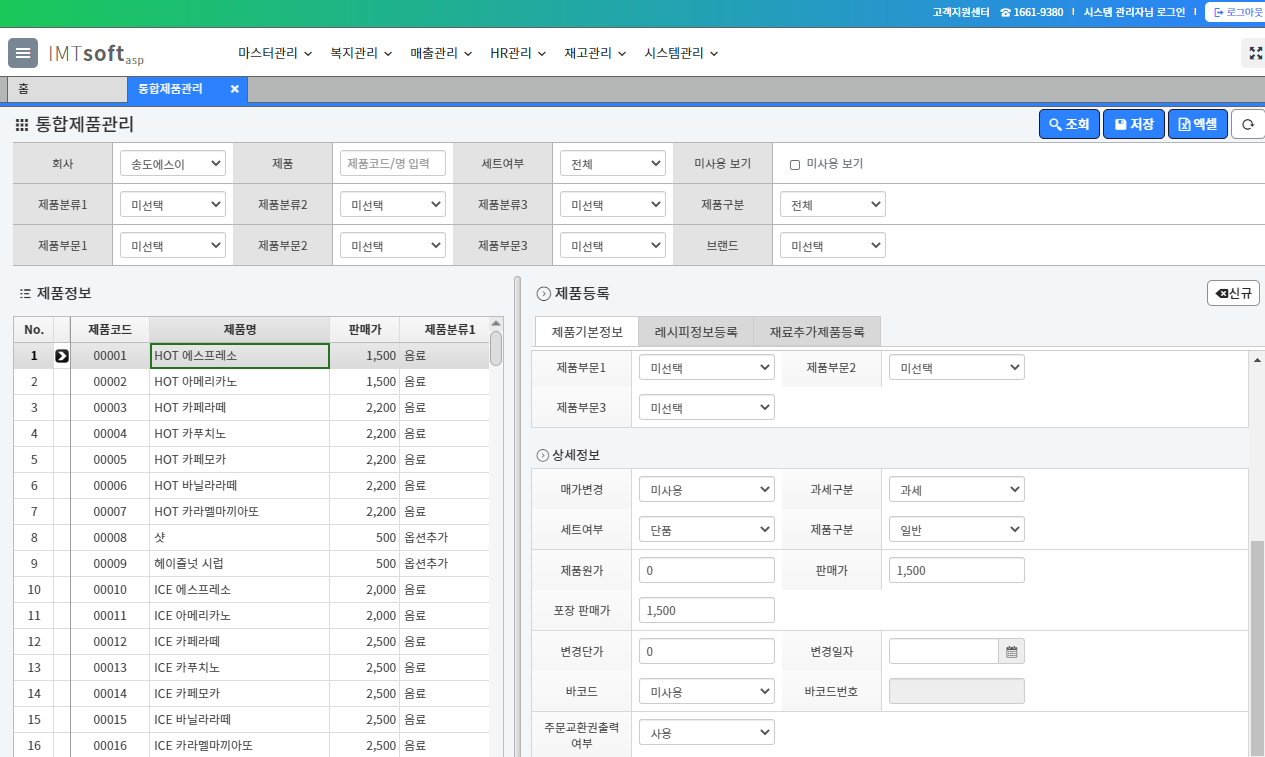 고객지원센터 ☎ 1661-9380 | 시스템 관리자님 로그인 | 로그아웃
IMTsoft asp 마스터관리 복지관리 매출관리 HR관리 재고관리 시스템관리
홈 통합제품관리 ×
통합제품관리 조회 저장 엑셀
회사 송도에스이 제품 제품코드/명 입력 세트여부 전체 미사용 보기 미사용 보기
제품분류1 미선택 제품분류2 미선택 제품분류3 미선택 제품구분 전체
제품부문1 미선택 제품부문2 미선택 제품부문3 미선택 브랜드 미선택
제품정보
No. 제품코드 제품명 판매가 제품분류1
1 00001 HOT 에스프레소 1,500 음료
2 00002 HOT 아메리카노 1,500 음료
3 00003 HOT 카페라떼 2,200 음료
4 00004 HOT 카푸치노 2,200 음료
5 00005 HOT 카페모카 2,200 음료
6 00006 HOT 바닐라라떼 2,200 음료
7 00007 HOT 카라멜마끼아또 2,200 음료
8 00008 샷 500 옵션추가
9 00009 헤이즐넛 시럽 500 옵션추가
10 00010 ICE 에스프레소 2,000 음료
11 00011 ICE 아메리카노 2,000 음료
12 00012 ICE 카페라떼 2,500 음료
13 00013 ICE 카푸치노 2,500 음료
14 00014 ICE 카페모카 2,500 음료
15 00015 ICE 바닐라라떼 2,500 음료
16 00016 ICE 카라멜마끼아또 2,500 음료
제품등록 신규
제품기본정보 레시피정보등록 재료추가제품등록
제품부문1 미선택 제품부문2 미선택
제품부문3 미선택
상세정보
매가변경 미사용 과세구분 과세
세트여부 단품 제품구분 일반
제품원가 0 판매가 1,500
포장 판매가 1,500
변경단가 0 변경일자
바코드 미사용 바코드번호
주문교환권출력
여부 사용